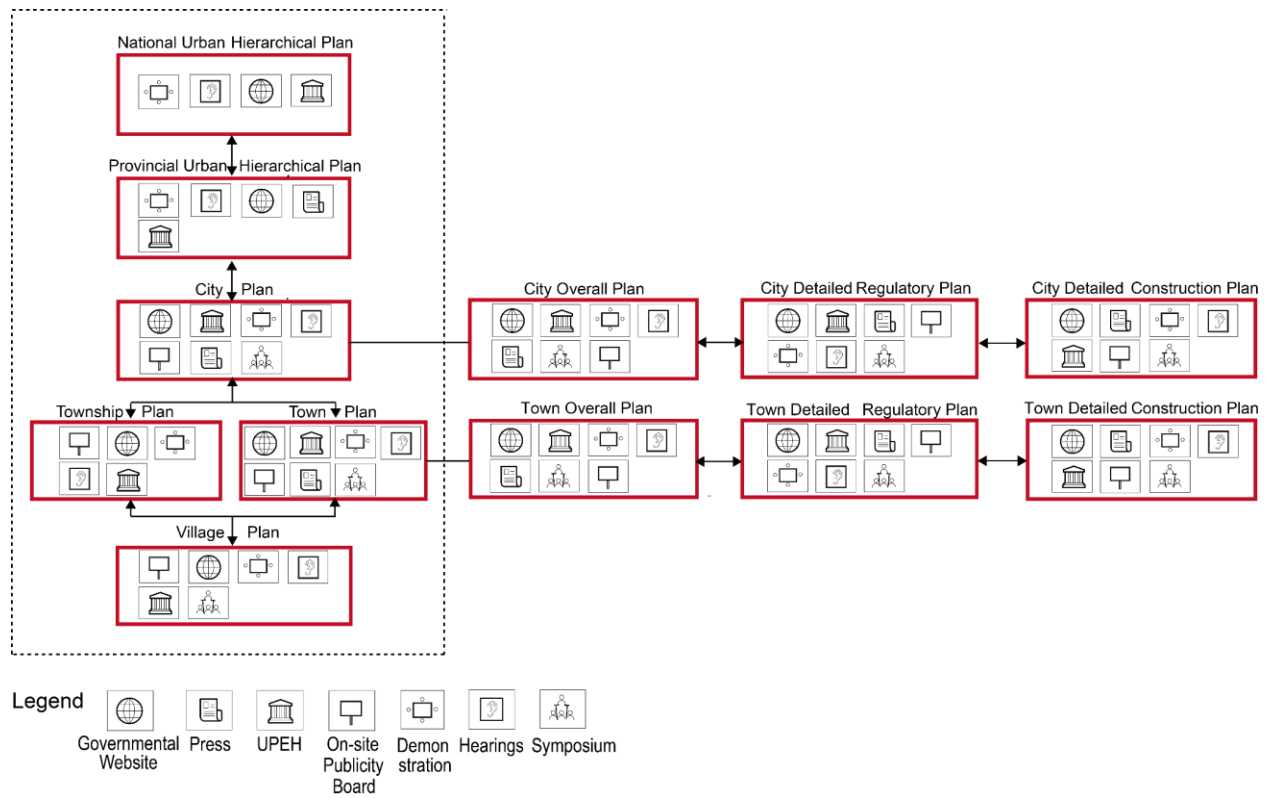 National Urban Hierarchical Plan
Provincial Urban Hierarchical Plan
City Plan
City Overall Plan
City Detailed Regulatory Plan
City Detailed Construction Plan
Township Plan
Town Plan
Town Overall Plan
Town Detailed Regulatory Plan
Town Detailed Construction Plan
Village Plan
Legend
Governmental
Website
Press
UPEH
On-site
Publicity
Board
Demon
stration
Hearings
Symposium